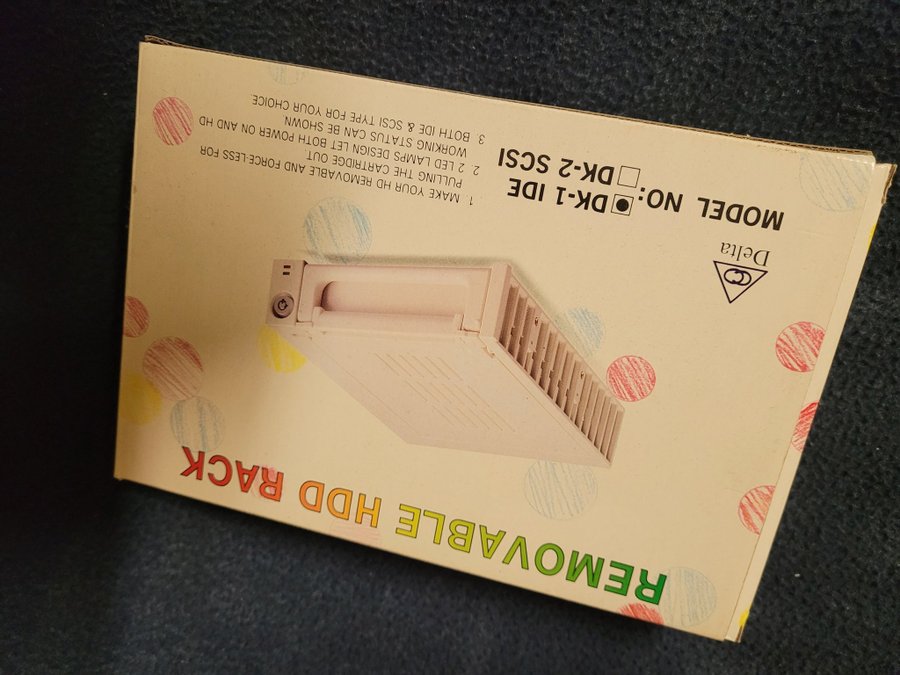 REMOVABLE HDD RACK
Delta
MODEL NO: DK-1 IDE
DK-2 SCSI
1 MAKE YOUR HD REMOVABLE AND FORCE-LESS FOR
PULLING THE CARTRIDGE OUT.
2. 2 LED LAMPS DESIGN LET BOTH POWER ON AND HD
WORKING STATUS CAN BE SHOWN
3. BOTH IDE & SCSI TYPE FOR YOUR CHOICE